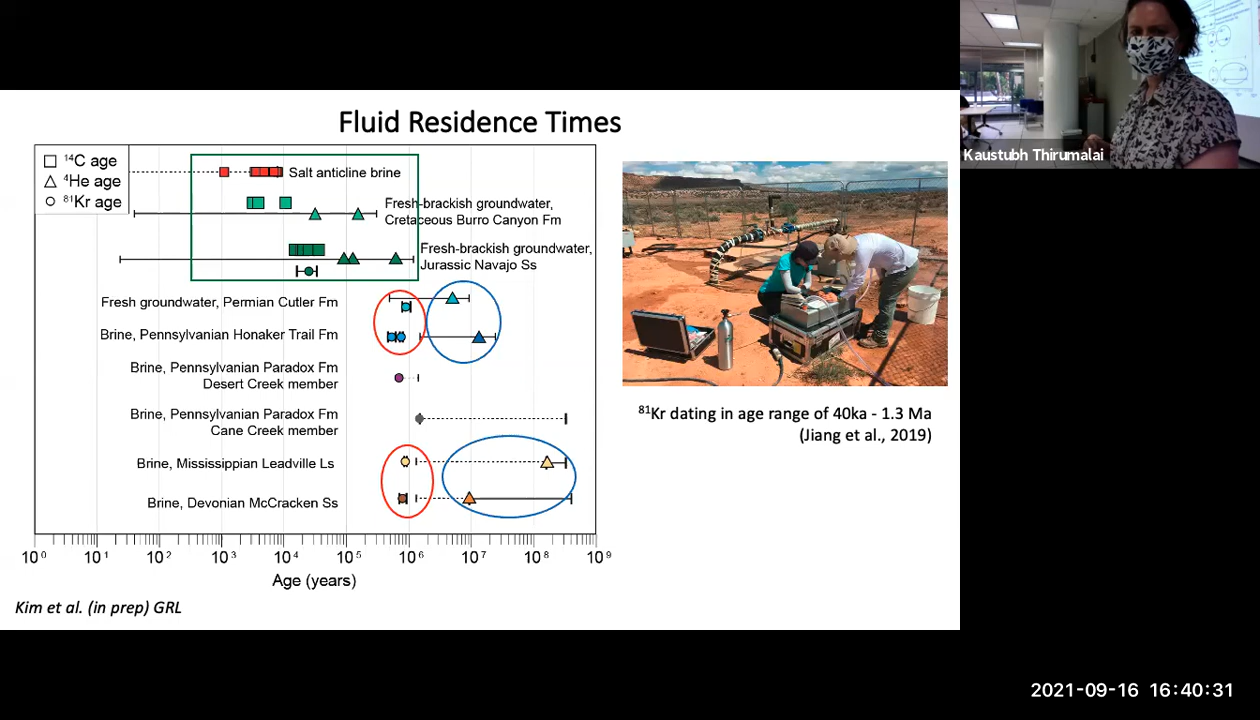 Fluid Residence Times
¹⁴C age
⁴He age
⁸¹Kr age
Salt anticline brine
Fresh-brackish groundwater,
Cretaceous Burro Canyon Fm
Fresh-brackish groundwater,
Jurassic Navajo Ss
Fresh groundwater, Permian Cutler Fm
Brine, Pennsylvanian Honaker Trail Fm
Brine, Pennsylvanian Paradox Fm
Desert Creek member
Brine, Pennsylvanian Paradox Fm
Cane Creek member
Brine, Mississippian Leadville Ls
Brine, Devonian McCracken Ss
10⁰ 10¹ 10² 10³ 10⁴ 10⁵ 10⁶ 10⁷ 10⁸ 10⁹
Age (years)
Kim et al. (in prep) GRL
⁸¹Kr dating in age range of 40ka - 1.3 Ma
(Jiang et al., 2019)
Kaustubh Thirumalai
2021-09-16 16:40:31